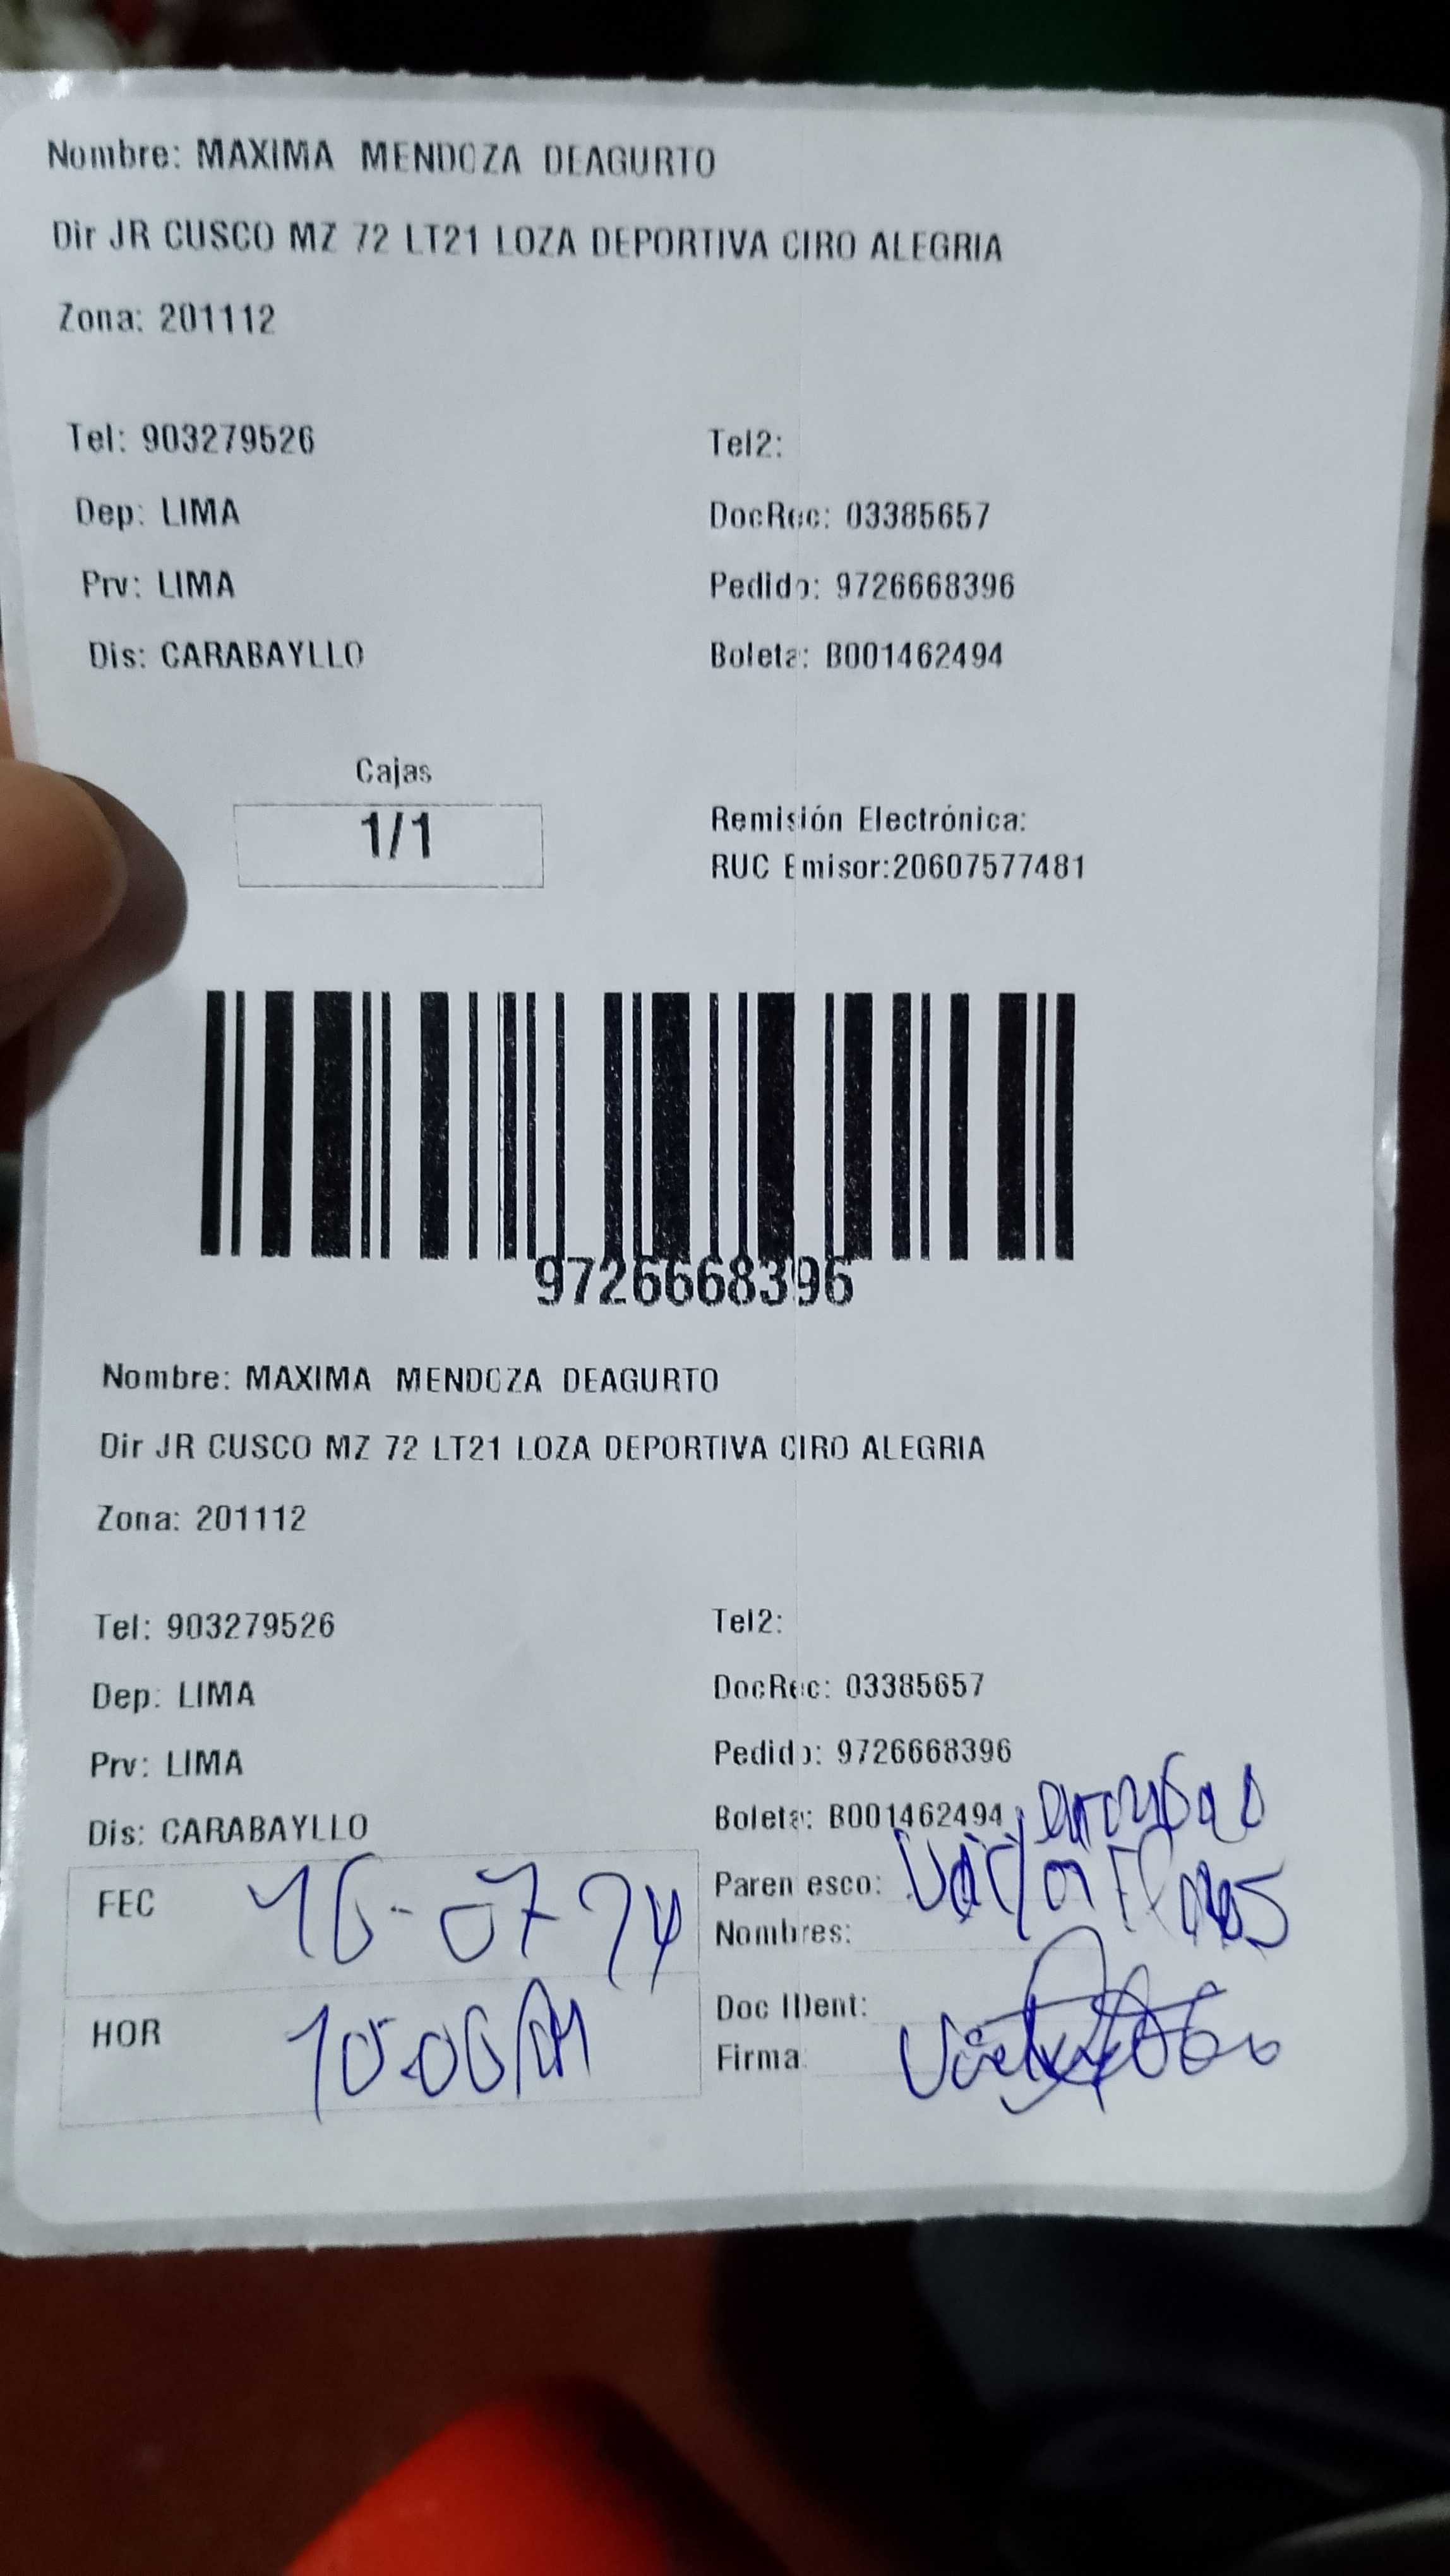 Nombre: MAXIMA MENDOZA DEAGURTO
Dir JR CUSCO MZ 72 LT21 LOZA DEPORTIVA CIRO ALEGRIA
Zona: 201112
Tel: 903279526 Tel2:
Dep: LIMA DocRec: 03385657
Prv: LIMA Pedido: 9726668396
Dis: CARABAYLLO Boleta: B001462494
Cajas
1/1
Remisión Electrónica:
RUC Emisor:20607577481
9726668396
Nombre: MAXIMA MENDOZA DEAGURTO
Dir JR CUSCO MZ 72 LT21 LOZA DEPORTIVA CIRO ALEGRIA
Zona: 201112
Tel: 903279526 Tel2:
Dep: LIMA DocRec: 03385657
Prv: LIMA Pedido: 9726668396
Dis: CARABAYLLO Boleta: B001462494
FEC 16-07-24 Paren esco:
Nombres:
HOR Doc IDent:
Firma